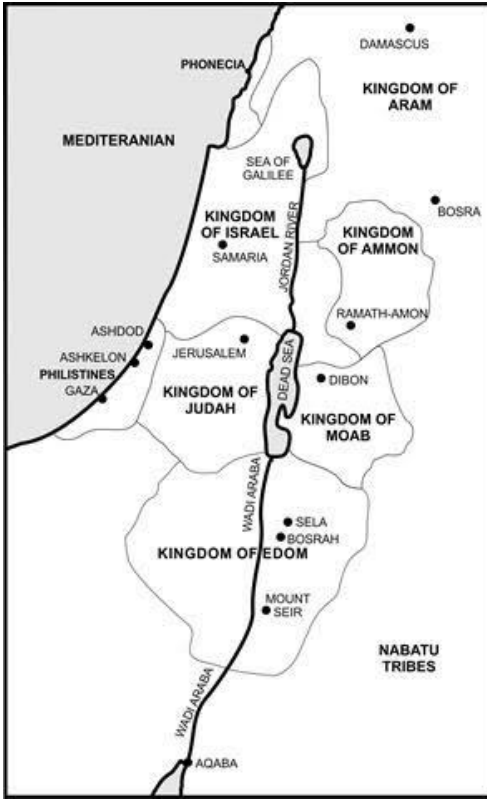 DAMASCUS
PHONECIA
KINGDOM OF
ARAM
MEDITERANIAN
SEA OF
GALILEE
BOSRA
KINGDOM
OF ISRAEL
SAMARIA
JORDAN RIVER
KINGDOM
OF AMMON
RAMATH-AMON
ASHDOD
ASHKELON
PHILISTINES
GAZA
JERUSALEM
KINGDOM OF
JUDAH
DEAD SEA
DIBON
KINGDOM OF
MOAB
WADI ARABA
SELA
BOSRAH
KINGDOM OF EDOM
MOUNT
SEIR
NABATU
TRIBES
WADI ARABA
AQABA